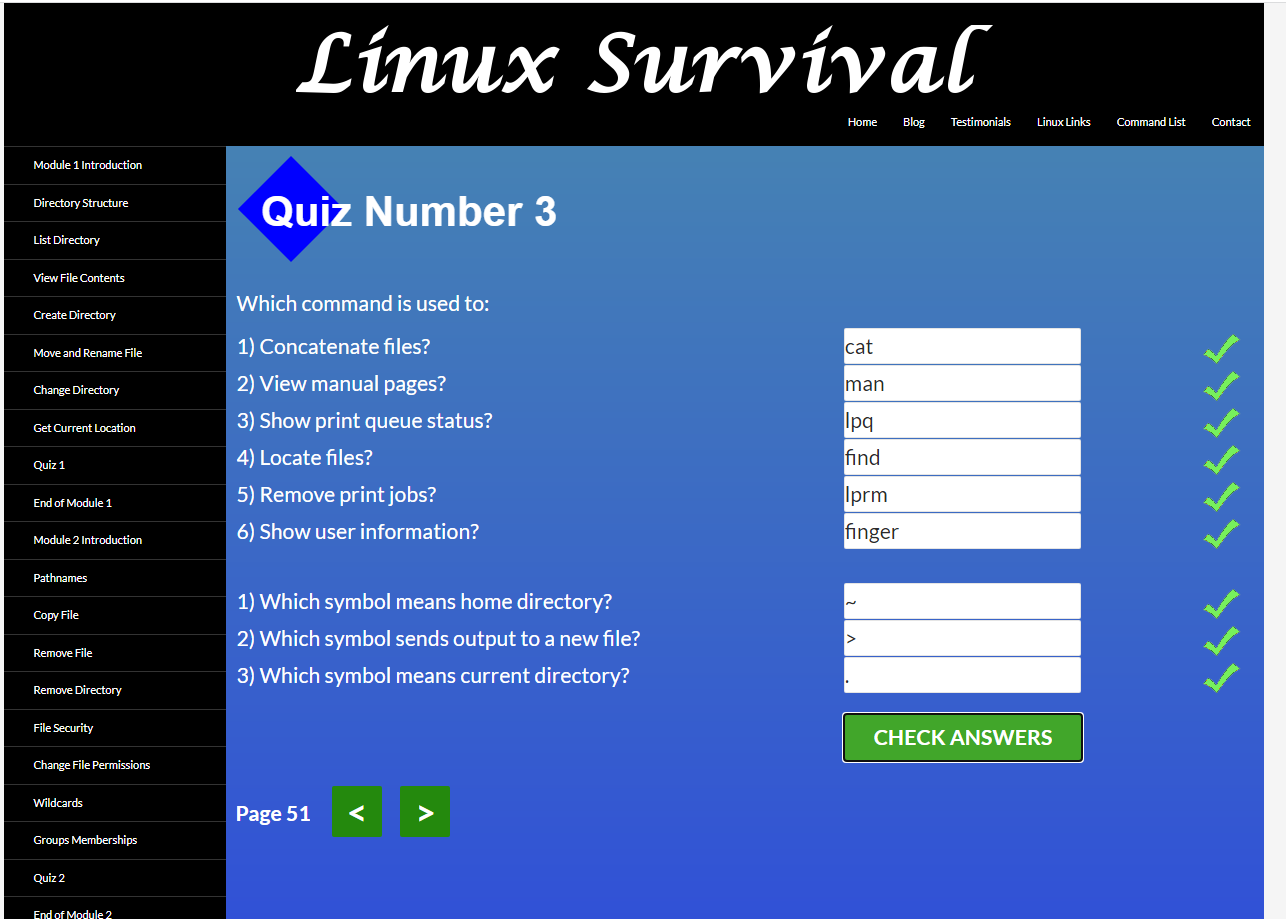 Linux Survival
Home Blog Testimonials Linux Links Command List Contact
Module 1 Introduction
Directory Structure
List Directory
View File Contents
Create Directory
Move and Rename File
Change Directory
Get Current Location
Quiz 1
End of Module 1
Module 2 Introduction
Pathnames
Copy File
Remove File
Remove Directory
File Security
Change File Permissions
Wildcards
Groups Memberships
Quiz 2
End of Module 2
Quiz Number 3
Which command is used to:
1) Concatenate files? cat
2) View manual pages? man
3) Show print queue status? lpq
4) Locate files? find
5) Remove print jobs? lprm
6) Show user information? finger
1) Which symbol means home directory? ~
2) Which symbol sends output to a new file? >
3) Which symbol means current directory? .
CHECK ANSWERS
Page 51 < >